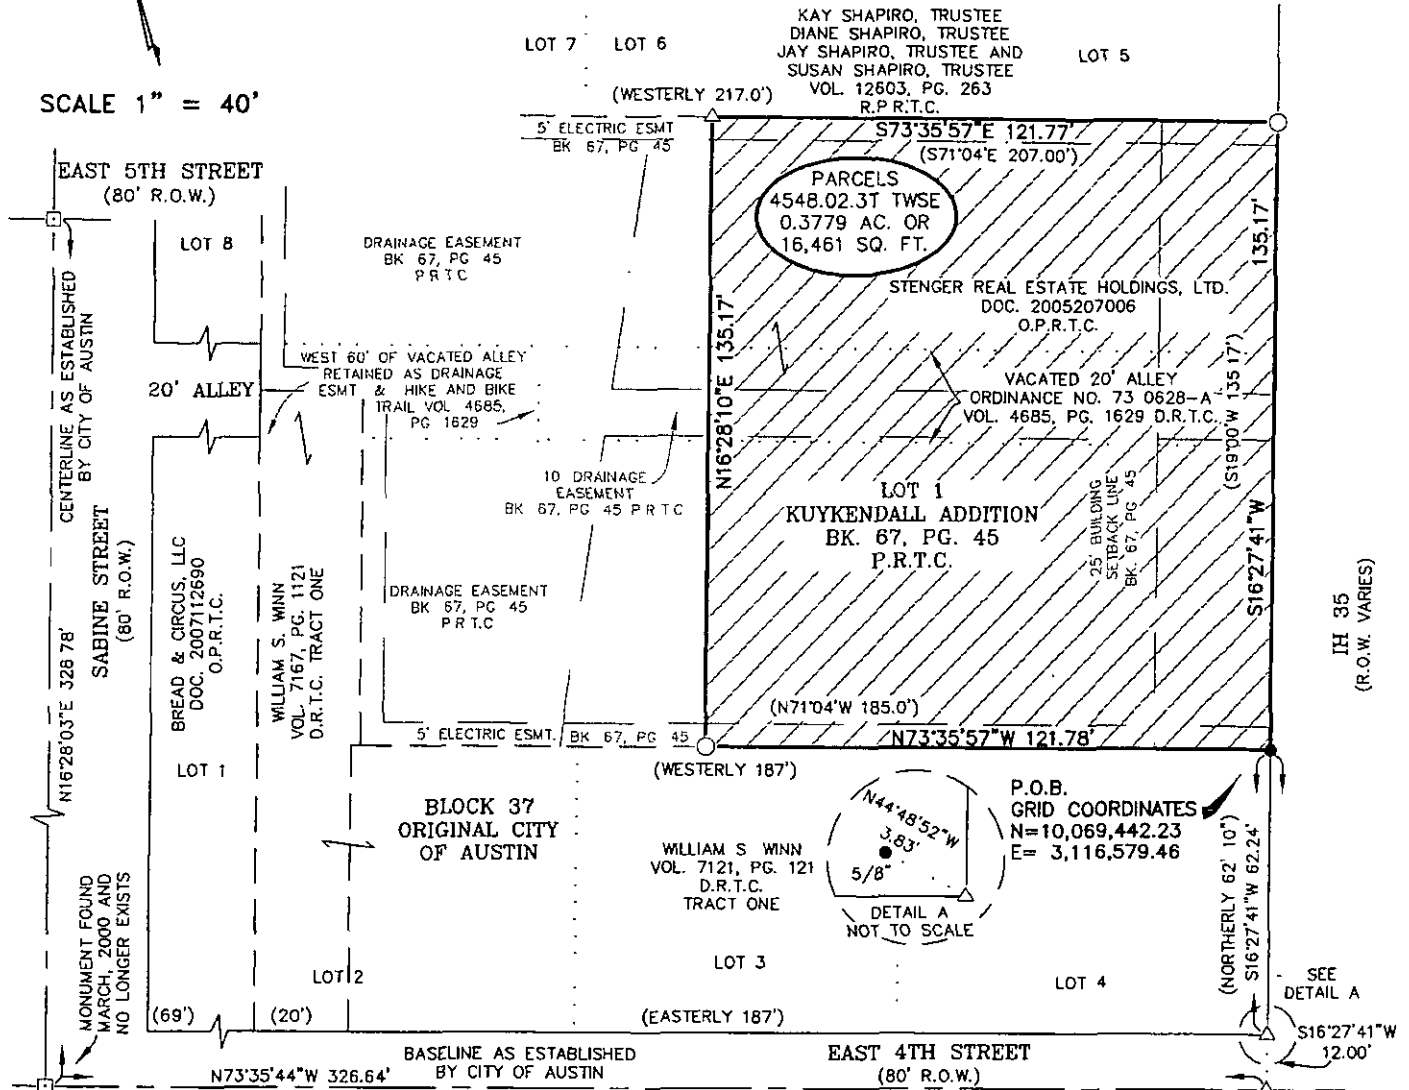 KAY SHAPIRO, TRUSTEE
DIANE SHAPIRO, TRUSTEE
JAY SHAPIRO, TRUSTEE AND
SUSAN SHAPIRO, TRUSTEE
VOL. 12603, PG. 263
R.P R.T.C.
LOT 7
LOT 6
LOT 5
SCALE 1" = 40'
(WESTERLY 217.0')
5' ELECTRIC ESMT
BK 67, PG 45
S73°35'57"E 121.77'
(S71°04'E 207.00')
EAST 5TH STREET
(80' R.O.W.)
PARCELS
4548.02.3T TWSE
0.3779 AC. OR
16,461 SQ. FT.
135.17'
LOT 8
DRAINAGE EASEMENT
BK 67, PG 45
P R T C
STENGER REAL ESTATE HOLDINGS, LTD.
DOC. 2005207006
O.P.R.T.C.
CENTERLINE AS ESTABLISHED
BY CITY OF AUSTIN
N16°28'10"E 135.17'
WEST 60' OF VACATED ALLEY
RETAINED AS DRAINAGE
ESMT & HIKE AND BIKE
TRAIL VOL 4685,
PG 1629
20' ALLEY
VACATED 20' ALLEY
ORDINANCE NO. 73 0628-A
VOL. 4685, PG. 1629 D.R.T.C.
(S19°00'W 135 17')
10 DRAINAGE
EASEMENT
BK 67, PG 45 P R T C
LOT 1
KUYKENDALL ADDITION
BK. 67, PG. 45
P.R.T.C.
25' BUILDING
SETBACK LINE
BK. 67, PG 45
S16°27'41"W
IH 35
(R.O.W. VARIES)
SABINE STREET
(80' R.O.W.)
N16°28'03"E 328 78'
BREAD & CIRCUS, LLC
DOC. 2007112690
O.P.R.T.C.
WILLIAM S. WINN
VOL. 7167, PG. 1121
D.R.T.C. TRACT ONE
DRAINAGE EASEMENT
BK 67, PG 45
P R T C
(N71°04'W 185.0')
5' ELECTRIC ESMT. BK 67, PG 45
N73°35'57"W 121.78'
LOT 1
(WESTERLY 187')
BLOCK 37
ORIGINAL CITY
OF AUSTIN
P.O.B.
GRID COORDINATES
N=10,069,442.23
E= 3,116,579.46
N44°48'52"W
3.83'
5/8"
DETAIL A
NOT TO SCALE
WILLIAM S WINN
VOL. 7121, PG. 121
D.R.T.C.
TRACT ONE
(NORTHERLY 62' 10")
S16°27'41"W 62.24'
MONUMENT FOUND
MARCH, 2000 AND
NO LONGER EXISTS
LOT 2
LOT 3
LOT 4
SEE
DETAIL A
(69')
(20')
(EASTERLY 187')
S16°27'41"W
12.00'
BASELINE AS ESTABLISHED
BY CITY OF AUSTIN
EAST 4TH STREET
(80' R.O.W.)
N73°35'44"W 326.64'